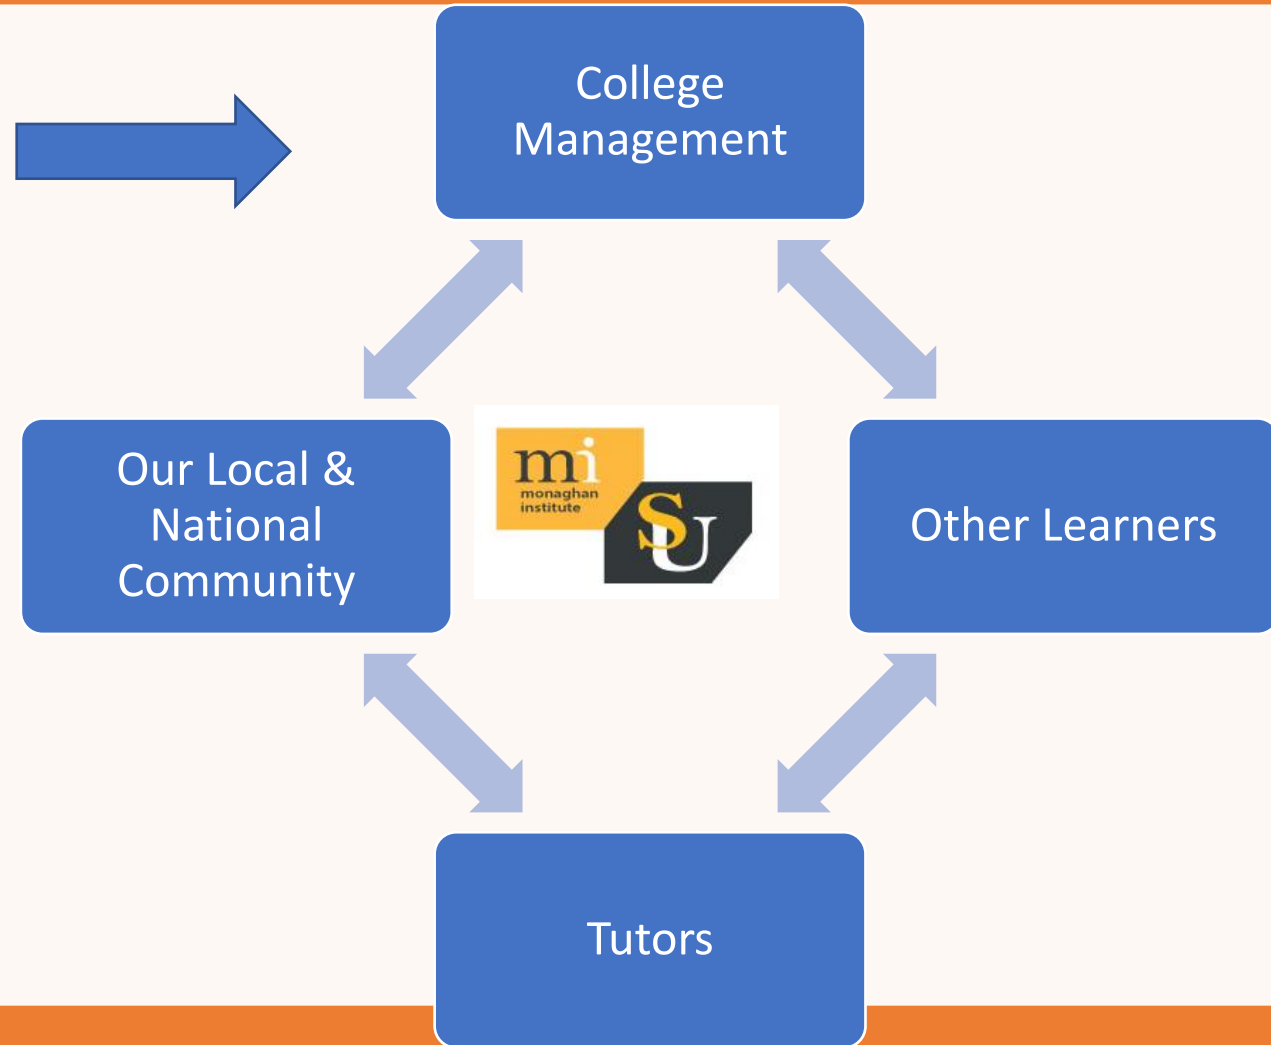 College
Management
Our Local &
National
Community
mi
monaghan
institute
SU
Other Learners
Tutors